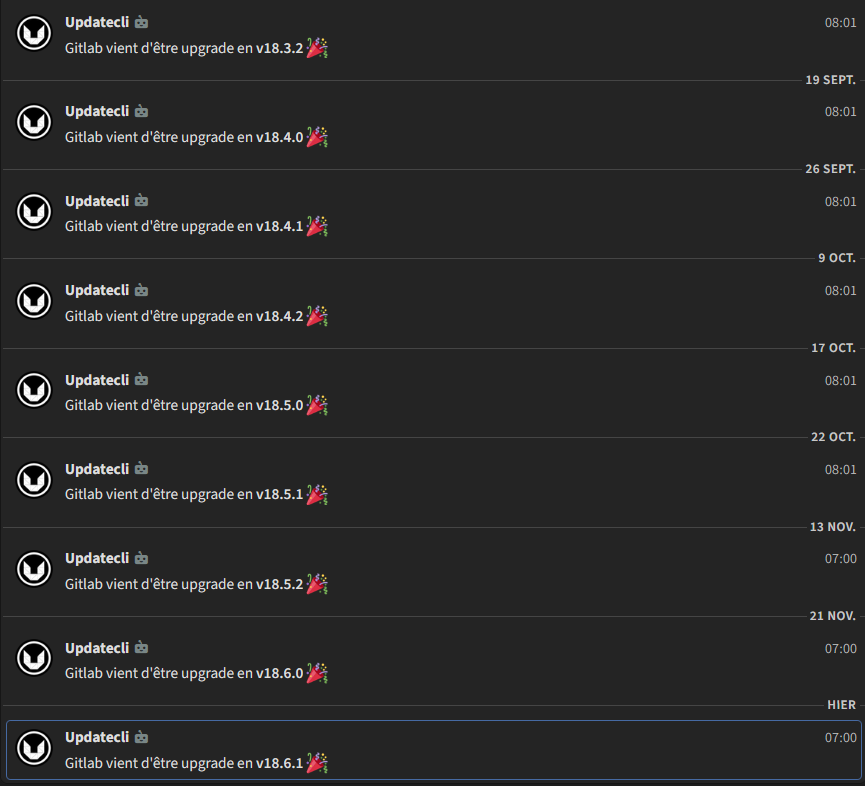 Updatecli
08:01
Gitlab vient d'être upgrade en v18.3.2
19 SEPT.
Updatecli
08:01
Gitlab vient d'être upgrade en v18.4.0
26 SEPT.
Updatecli
08:01
Gitlab vient d'être upgrade en v18.4.1
9 OCT.
Updatecli
08:01
Gitlab vient d'être upgrade en v18.4.2
17 OCT.
Updatecli
08:01
Gitlab vient d'être upgrade en v18.5.0
22 OCT.
Updatecli
08:01
Gitlab vient d'être upgrade en v18.5.1
13 NOV.
Updatecli
07:00
Gitlab vient d'être upgrade en v18.5.2
21 NOV.
Updatecli
07:00
Gitlab vient d'être upgrade en v18.6.0
HIER
Updatecli
07:00
Gitlab vient d'être upgrade en v18.6.1